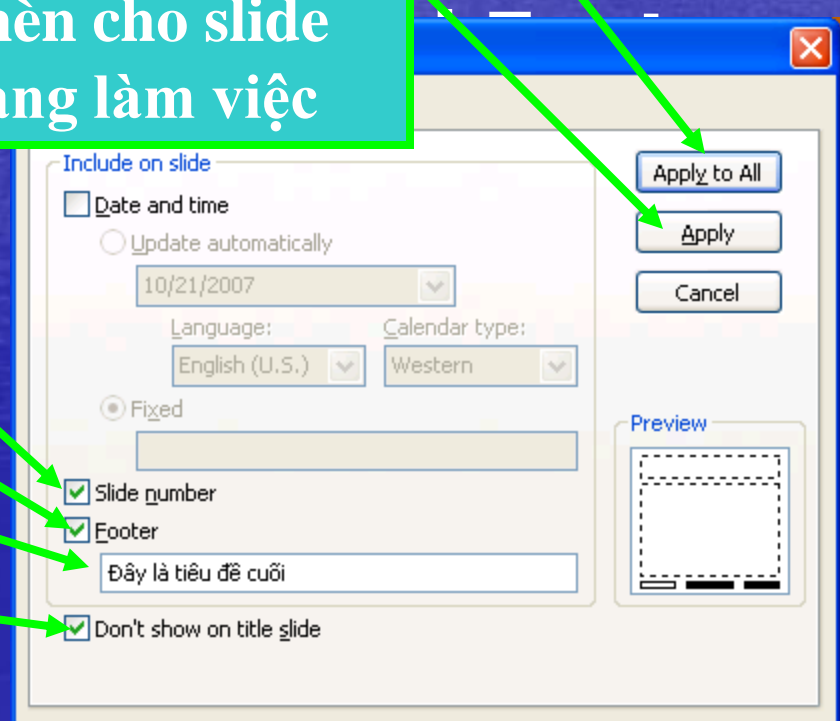 cho slide
làm việc
Include on slide
Apply to All
Date and time
Update automatically
Apply
10/21/2007
Cancel
Language: Calendar type:
English (U.S.) Western
Fixed
Preview
Slide number
Footer
Đây là tiêu đề cuối
Don't show on title slide